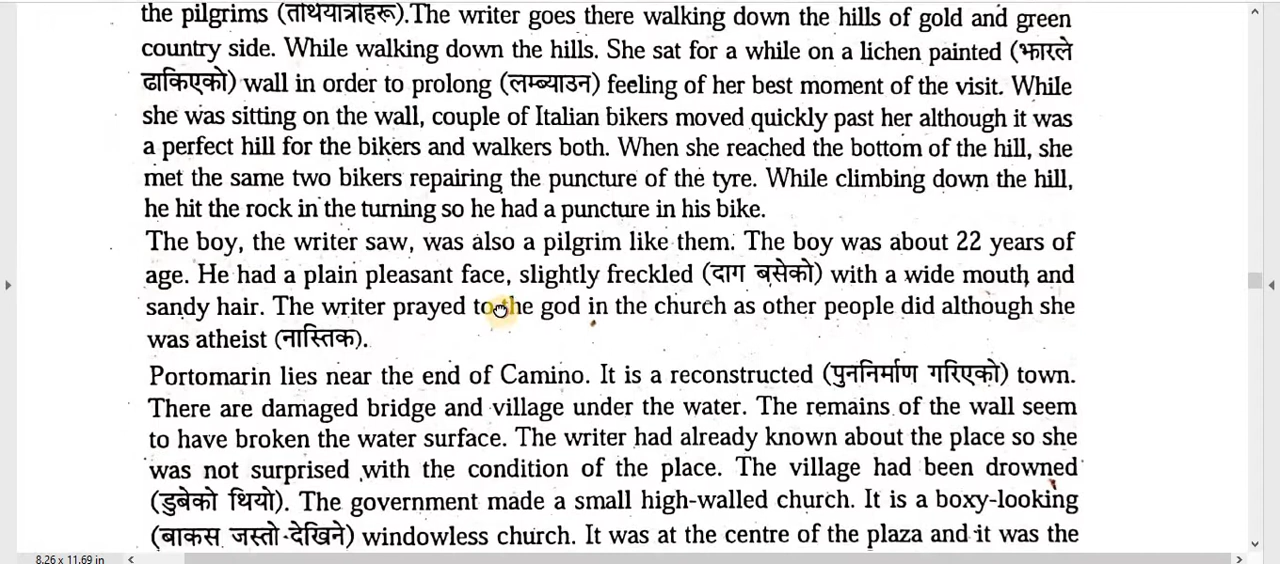 the pilgrims (तीर्थयात्रीहरू).The writer goes there walking down the hills of gold and green
country side. While walking down the hills. She sat for a while on a lichen painted (झारले
ढाकिएको) wall in order to prolong (लम्ब्याउन) feeling of her best moment of the visit. While
she was sitting on the wall, couple of Italian bikers moved quickly past her although it was
a perfect hill for the bikers and walkers both. When she reached the bottom of the hill, she
met the same two bikers repairing the puncture of the tyre. While climbing down the hill,
he hit the rock in the turning so he had a puncture in his bike.
The boy, the writer saw, was also a pilgrim like them. The boy was about 22 years of
age. He had a plain pleasant face, slightly freckled (दाग बसेको) with a wide mouth and
sandy hair. The writer prayed to the god in the church as other people did although she
was atheist (नास्तिक).
Portomarin lies near the end of Camino. It is a reconstructed (पुननिर्माण गरिएको) town.
There are damaged bridge and village under the water. The remains of the wall seem
to have broken the water surface. The writer had already known about the place so she
was not surprised with the condition of the place. The village had been drowned
(डुबेको थियो). The government made a small high-walled church. It is a boxy-looking
(बाकस जस्तो देखिने) windowless church. It was at the centre of the plaza and it was the
8.26 x 11.69 in